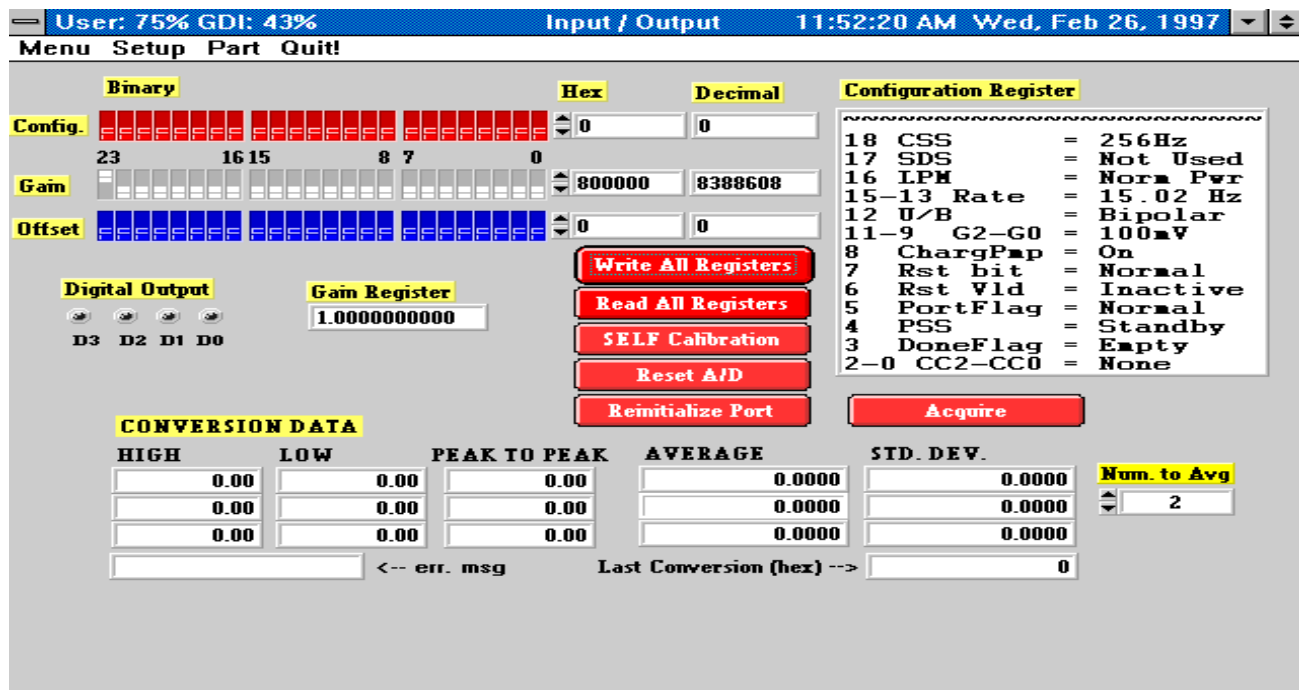 User: 75% GDI: 43% Input / Output 11:52:20 AM Wed, Feb 26, 1997
Menu Setup Part Quit!
Binary Hex Decimal Configuration Register
Config. 0 0
23 16 15 8 7 0
Gain 800000 8388608
Offset 0 0
~~~~~~~~~~~~~~~~~~~~~~~~~~~~~~
18 CSS = 256Hz
17 SDS = Not Used
16 LPM = Norm Pwr
15-13 Rate = 15.02 Hz
12 U/B = Bipolar
11-9 G2-G0 = 100mV
8 ChargPmp = On
7 Rst bit = Normal
6 Rst Vld = Inactive
5 PortFlag = Normal
4 PSS = Standby
3 DoneFlag = Empty
2-0 CC2-CC0 = None
Digital Output
D3 D2 D1 D0
Gain Register
1.0000000000
Write All Registers
Read All Registers
SELF Calibration
Reset A/D
Reinitialize Port
Acquire
CONVERSION DATA
HIGH LOW PEAK TO PEAK AVERAGE STD. DEV.
0.00 0.00 0.00 0.0000 0.0000
0.00 0.00 0.00 0.0000 0.0000
0.00 0.00 0.00 0.0000 0.0000
Num. to Avg
2
<-- err. msg Last Conversion (hex) --> 0